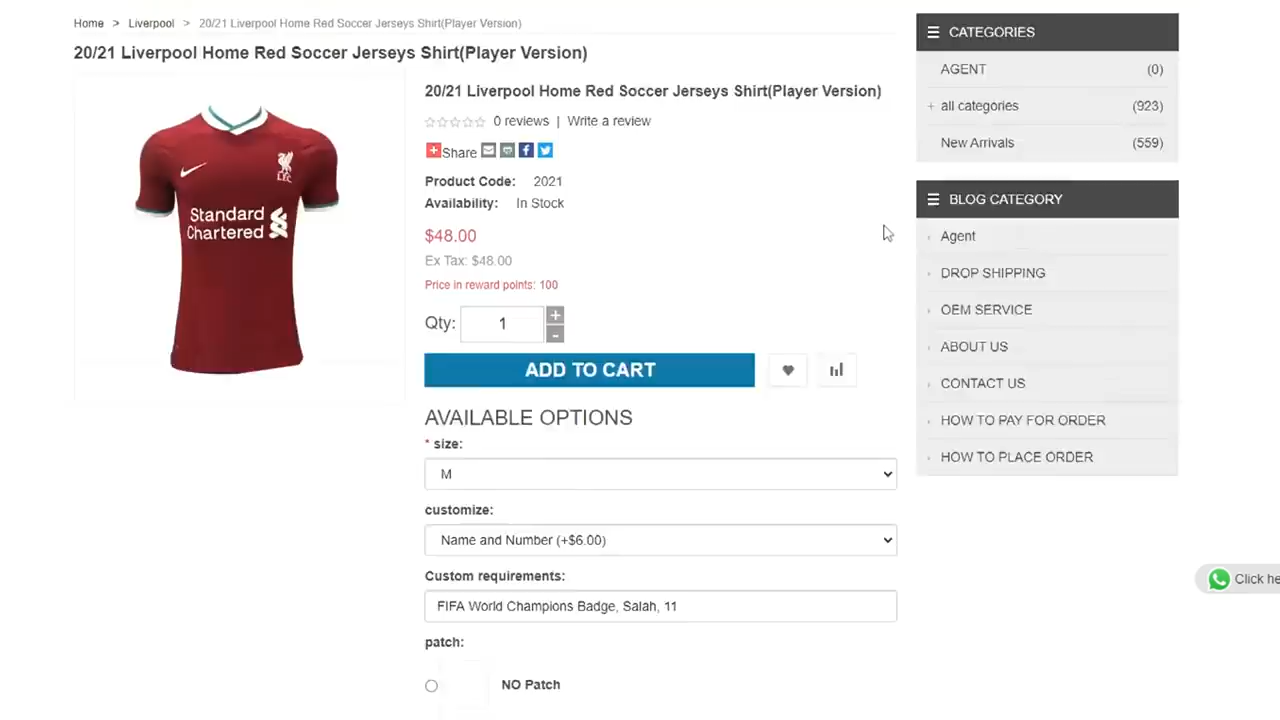 Home > Liverpool > 20/21 Liverpool Home Red Soccer Jerseys Shirt(Player Version)
20/21 Liverpool Home Red Soccer Jerseys Shirt(Player Version)
Standard
Chartered
L.F.C.
20/21 Liverpool Home Red Soccer Jerseys Shirt(Player Version)
0 reviews | Write a review
Share
Product Code: 2021
Availability: In Stock
$48.00
Ex Tax: $48.00
Price in reward points: 100
Qty: 1 + -
ADD TO CART
AVAILABLE OPTIONS
* size:
M
customize:
Name and Number (+$6.00)
Custom requirements:
FIFA World Champions Badge, Salah, 11
patch:
NO Patch
CATEGORIES
AGENT (0)
+ all categories (923)
New Arrivals (559)
BLOG CATEGORY
Agent
DROP SHIPPING
OEM SERVICE
ABOUT US
CONTACT US
HOW TO PAY FOR ORDER
HOW TO PLACE ORDER
Click he